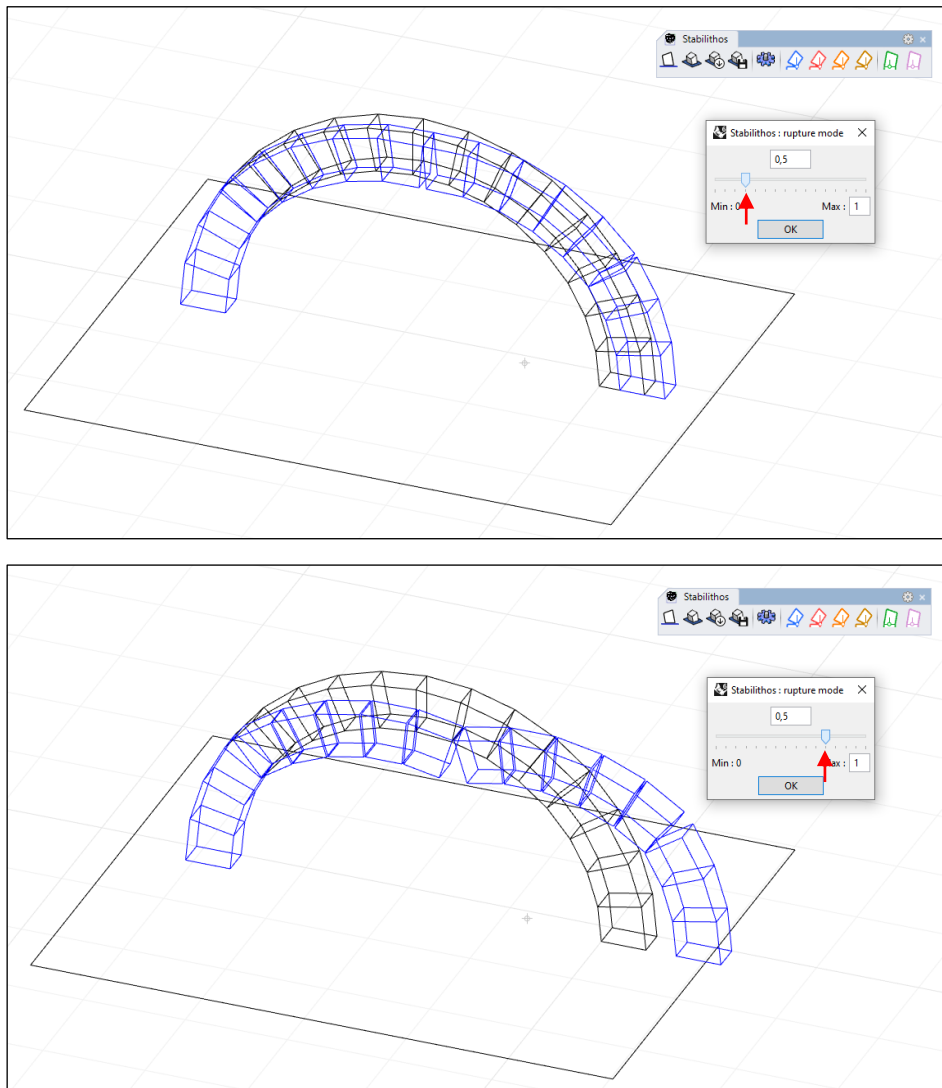 Stabilithos
Stabilithos : rupture mode
0,5
Min : 0
Max : 1
OK
Stabilithos
Stabilithos : rupture mode
0,5
Min : 0
ax : 1
OK